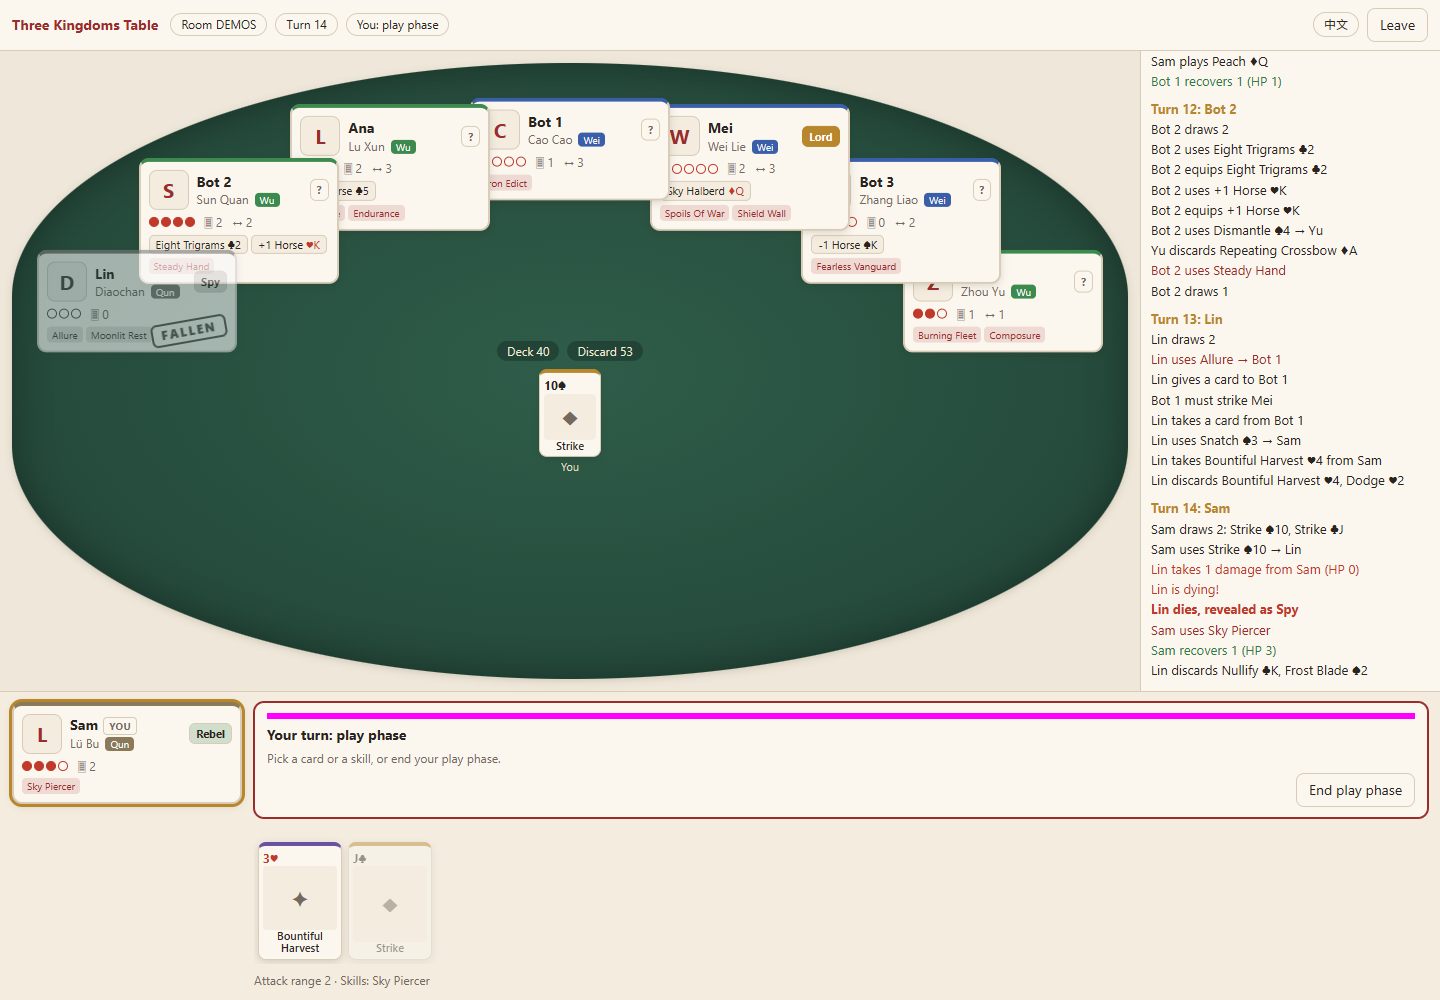 Three Kingdoms Table
Room DEMOS
Turn 14
You: play phase
中文
Leave
L
Ana
Lu Xun Wu
?
2 ↔ 3
rse ♣5
Endurance
C
Bot 1
Cao Cao Wei
?
1 ↔ 3
ron Edict
W
Mei
Wei Lie Wei
Lord
2 ↔ 3
Sky Halberd ♦Q
Spoils Of War
Shield Wall
S
Bot 2
Sun Quan Wu
?
2 ↔ 2
Eight Trigrams ♣2
+1 Horse ♥K
Steady Hand
Bot 3
Zhang Liao Wei
?
0 ↔ 2
-1 Horse ♠K
Fearless Vanguard
D
Lin
Diaochan Qun
Spy
0
Allure
Moonlit Rest
FALLEN
Z
Zhou Yu Wu
?
1 ↔ 1
Burning Fleet
Composure
Deck 40
Discard 53
10♠
Strike
You
Sam plays Peach ♦Q
Bot 1 recovers 1 (HP 1)
Turn 12: Bot 2
Bot 2 draws 2
Bot 2 uses Eight Trigrams ♣2
Bot 2 equips Eight Trigrams ♣2
Bot 2 uses +1 Horse ♥K
Bot 2 equips +1 Horse ♥K
Bot 2 uses Dismantle ♠4 → Yu
Yu discards Repeating Crossbow ♦A
Bot 2 uses Steady Hand
Bot 2 draws 1
Turn 13: Lin
Lin draws 2
Lin uses Allure → Bot 1
Lin gives a card to Bot 1
Bot 1 must strike Mei
Lin takes a card from Bot 1
Lin uses Snatch ♠3 → Sam
Lin takes Bountiful Harvest ♥4 from Sam
Lin discards Bountiful Harvest ♥4, Dodge ♥2
Turn 14: Sam
Sam draws 2: Strike ♠10, Strike ♣J
Sam uses Strike ♠10 → Lin
Lin takes 1 damage from Sam (HP 0)
Lin is dying!
Lin dies, revealed as Spy
Sam uses Sky Piercer
Sam recovers 1 (HP 3)
Lin discards Nullify ♣K, Frost Blade ♠2
L
Sam YOU
Lü Bu Qun
Rebel
2
Sky Piercer
Your turn: play phase
Pick a card or a skill, or end your play phase.
End play phase
3♥
Bountiful
Harvest
J♣
Strike
Attack range 2 · Skills: Sky Piercer